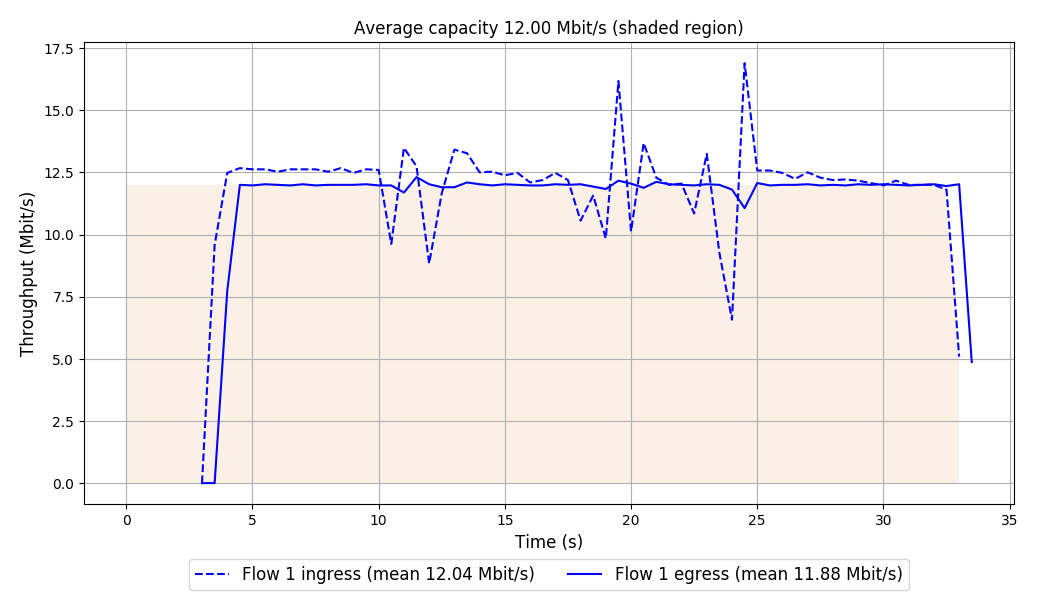 Average capacity 12.00 Mbit/s (shaded region)
Throughput (Mbit/s)
17.5
15.0
12.5
10.0
7.5
5.0
2.5
0.0
0 5 10 15 20 25 30 35
Time (s)
Flow 1 ingress (mean 12.04 Mbit/s) Flow 1 egress (mean 11.88 Mbit/s)